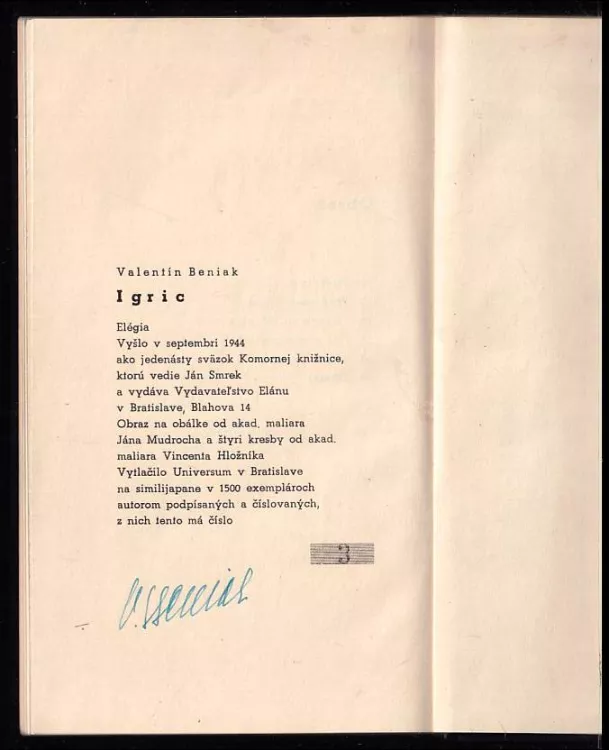 Valentín Beniak
Igric
Elégia
Vyšlo v septembri 1944
ako jedenásty sväzok Komornej knižnice,
ktorú vedie Ján Smrek
a vydáva Vydavateľstvo Elánu
v Bratislave, Blahova 14
Obraz na obálke od akad. maliara
Jána Mudrocha a štyri kresby od akad.
maliara Vincenta Hložníka
Vytlačilo Universum v Bratislave
na similijapane v 1500 exemplároch
autorom podpísaných a číslovaných,
z nich tento má číslo
3
V. Beniak